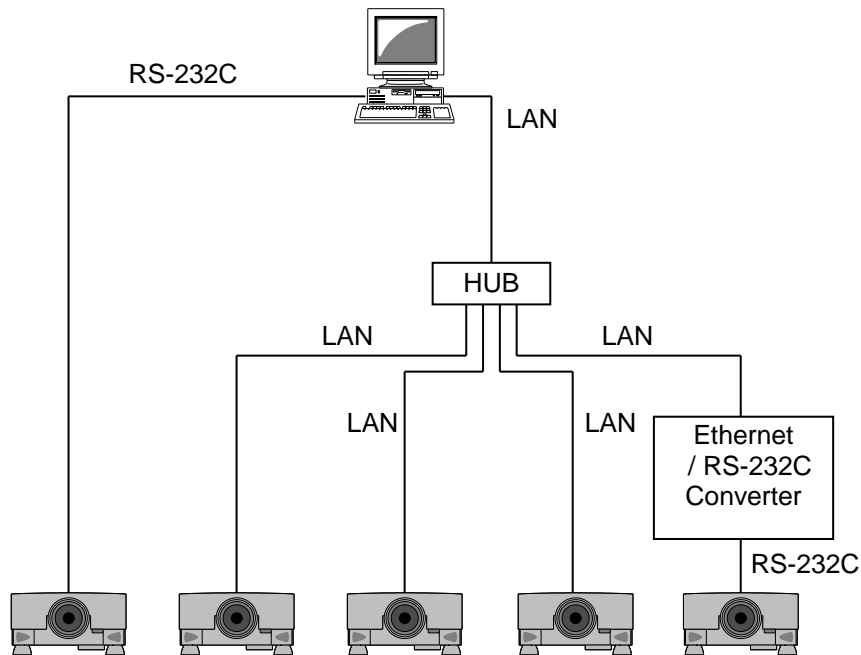 RS-232C
LAN
HUB
LAN
LAN
LAN
LAN
Ethernet
/ RS-232C
Converter
RS-232C